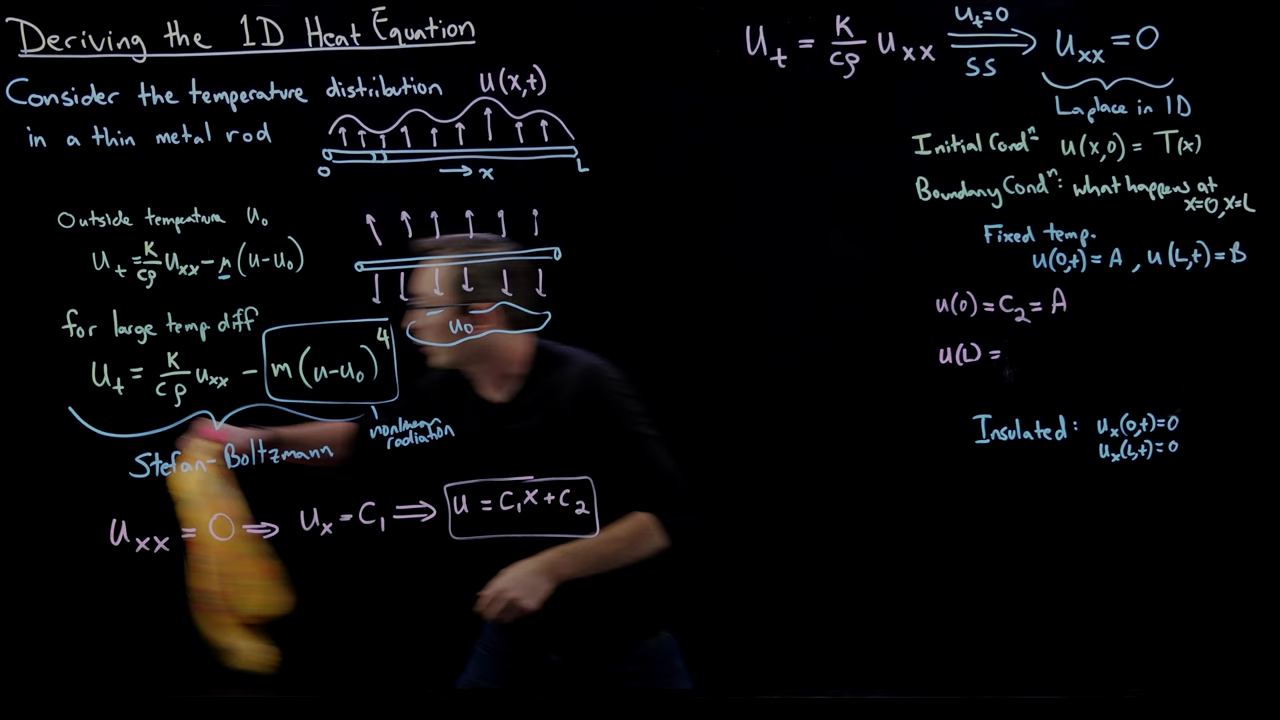 Deriving the 1D Heat Equation
Consider the temperature distribution u(x,t)
in a thin metal rod
0 → x L
Outside temperature u₀
uₜ = K/cρ uₓₓ - m(u-u₀)
u₀
for large temp diff
uₜ = K/cρ uₓₓ - m(u-u₀)⁴
nonlinear
radiation
Stefan-Boltzmann
uₓₓ = 0 ⇒ uₓ = C₁ ⇒ u = C₁x + C₂
uₜ = K/cρ uₓₓ ⇒ uₓₓ = 0
uₜ=0
SS
Laplace in 1D
Initial Condⁿ u(x,0) = T(x)
Boundary Condⁿ: what happens at
x=0, x=L
Fixed temp.
u(0,t) = A, u(L,t) = B
u(0) = C₂ = A
u(L) =
Insulated: uₓ(0,t)=0
uₓ(L,t)=0